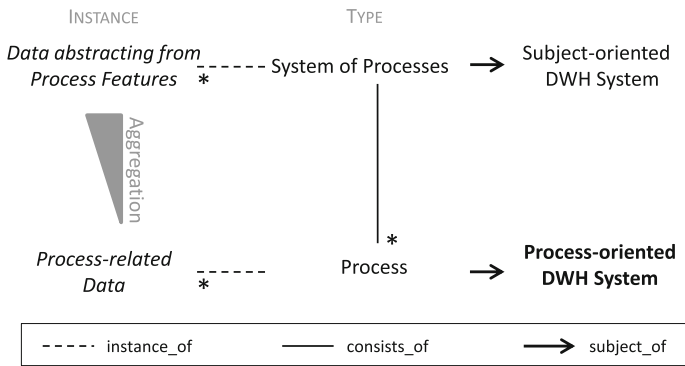 INSTANCE TYPE
Data abstracting from
Process Features
*
System of Processes
Subject-oriented
DWH System
Aggregation
*
Process-related
Data
*
Process
Process-oriented
DWH System
instance_of consists_of subject_of